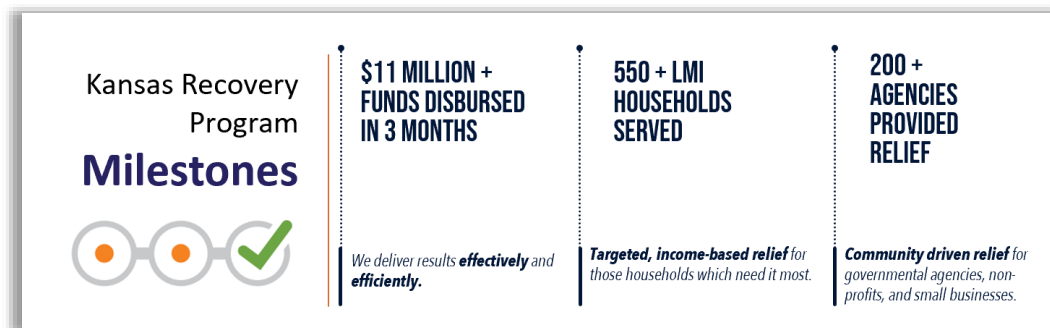 Kansas Recovery
Program
Milestones
$11 MILLION +
FUNDS DISBURSED
IN 3 MONTHS
We deliver results effectively and
efficiently.
550 + LMI
HOUSEHOLDS
SERVED
Targeted, income-based relief for
those households which need it most.
200 +
AGENCIES
PROVIDED
RELIEF
Community driven relief for
governmental agencies, non-
profits, and small businesses.